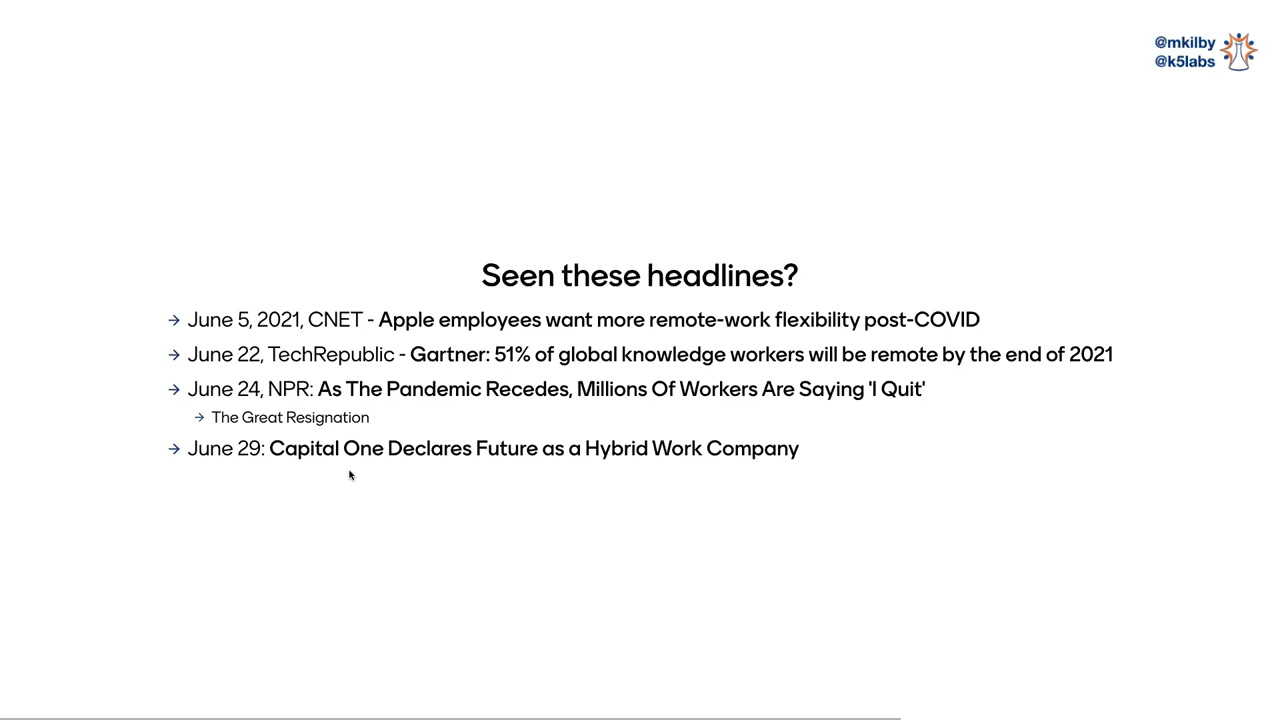 @mkilby
@k5labs
Seen these headlines?
→ June 5, 2021, CNET - Apple employees want more remote-work flexibility post-COVID
→ June 22, TechRepublic - Gartner: 51% of global knowledge workers will be remote by the end of 2021
→ June 24, NPR: As The Pandemic Recedes, Millions Of Workers Are Saying 'I Quit'
→ The Great Resignation
→ June 29: Capital One Declares Future as a Hybrid Work Company